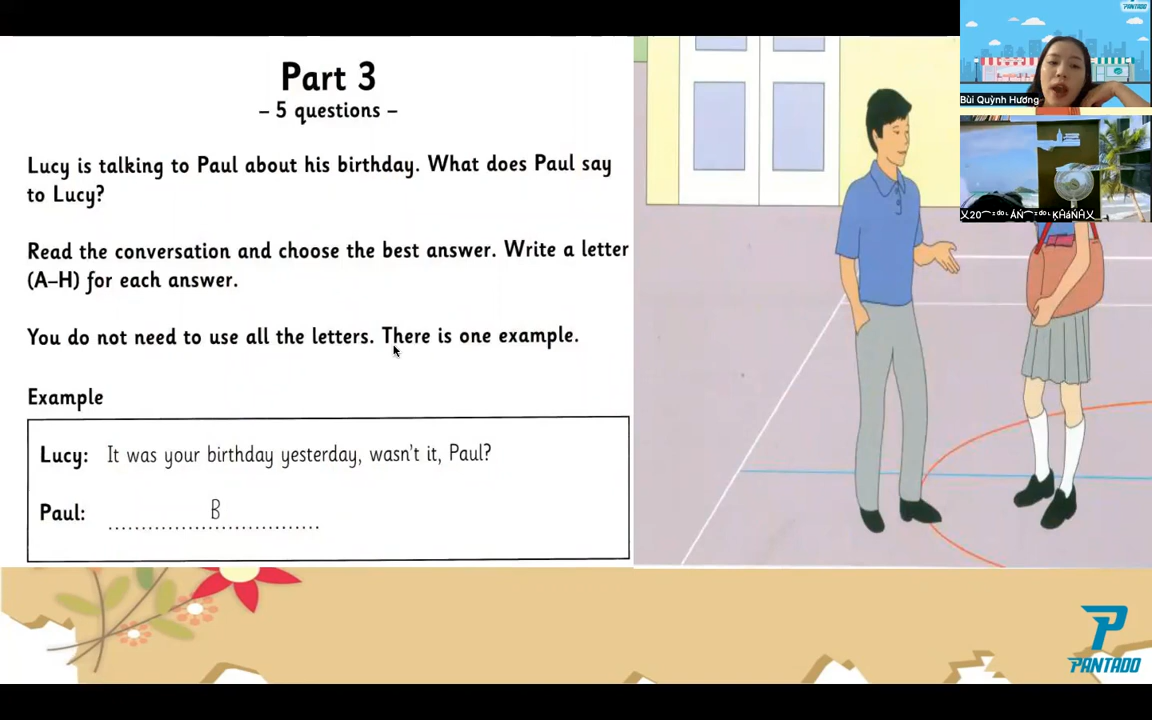 Part 3
– 5 questions –
Lucy is talking to Paul about his birthday. What does Paul say
to Lucy?
Read the conversation and choose the best answer. Write a letter
(A–H) for each answer.
You do not need to use all the letters. There is one example.
Example
Lucy: It was your birthday yesterday, wasn't it, Paul?
Paul: B
PANTADO
Bùi Quỳnh Hương
PANTADO